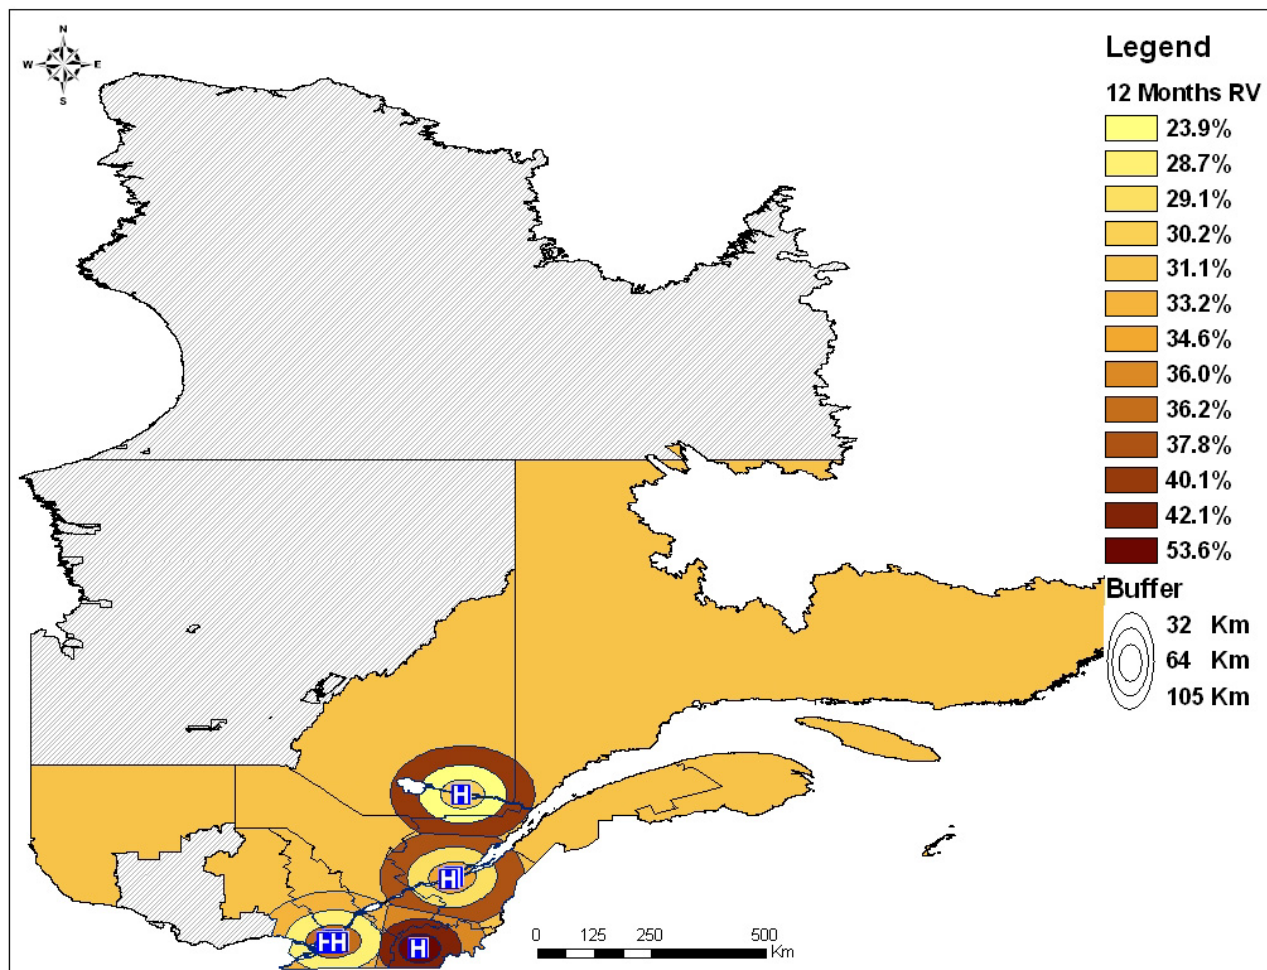 N
W E
S
Legend
12 Months RV
23.9%
28.7%
29.1%
30.2%
31.1%
33.2%
34.6%
36.0%
36.2%
37.8%
40.1%
42.1%
53.6%
Buffer
32 Km
64 Km
105 Km
H
H
HH
H
0 125 250 500
Km